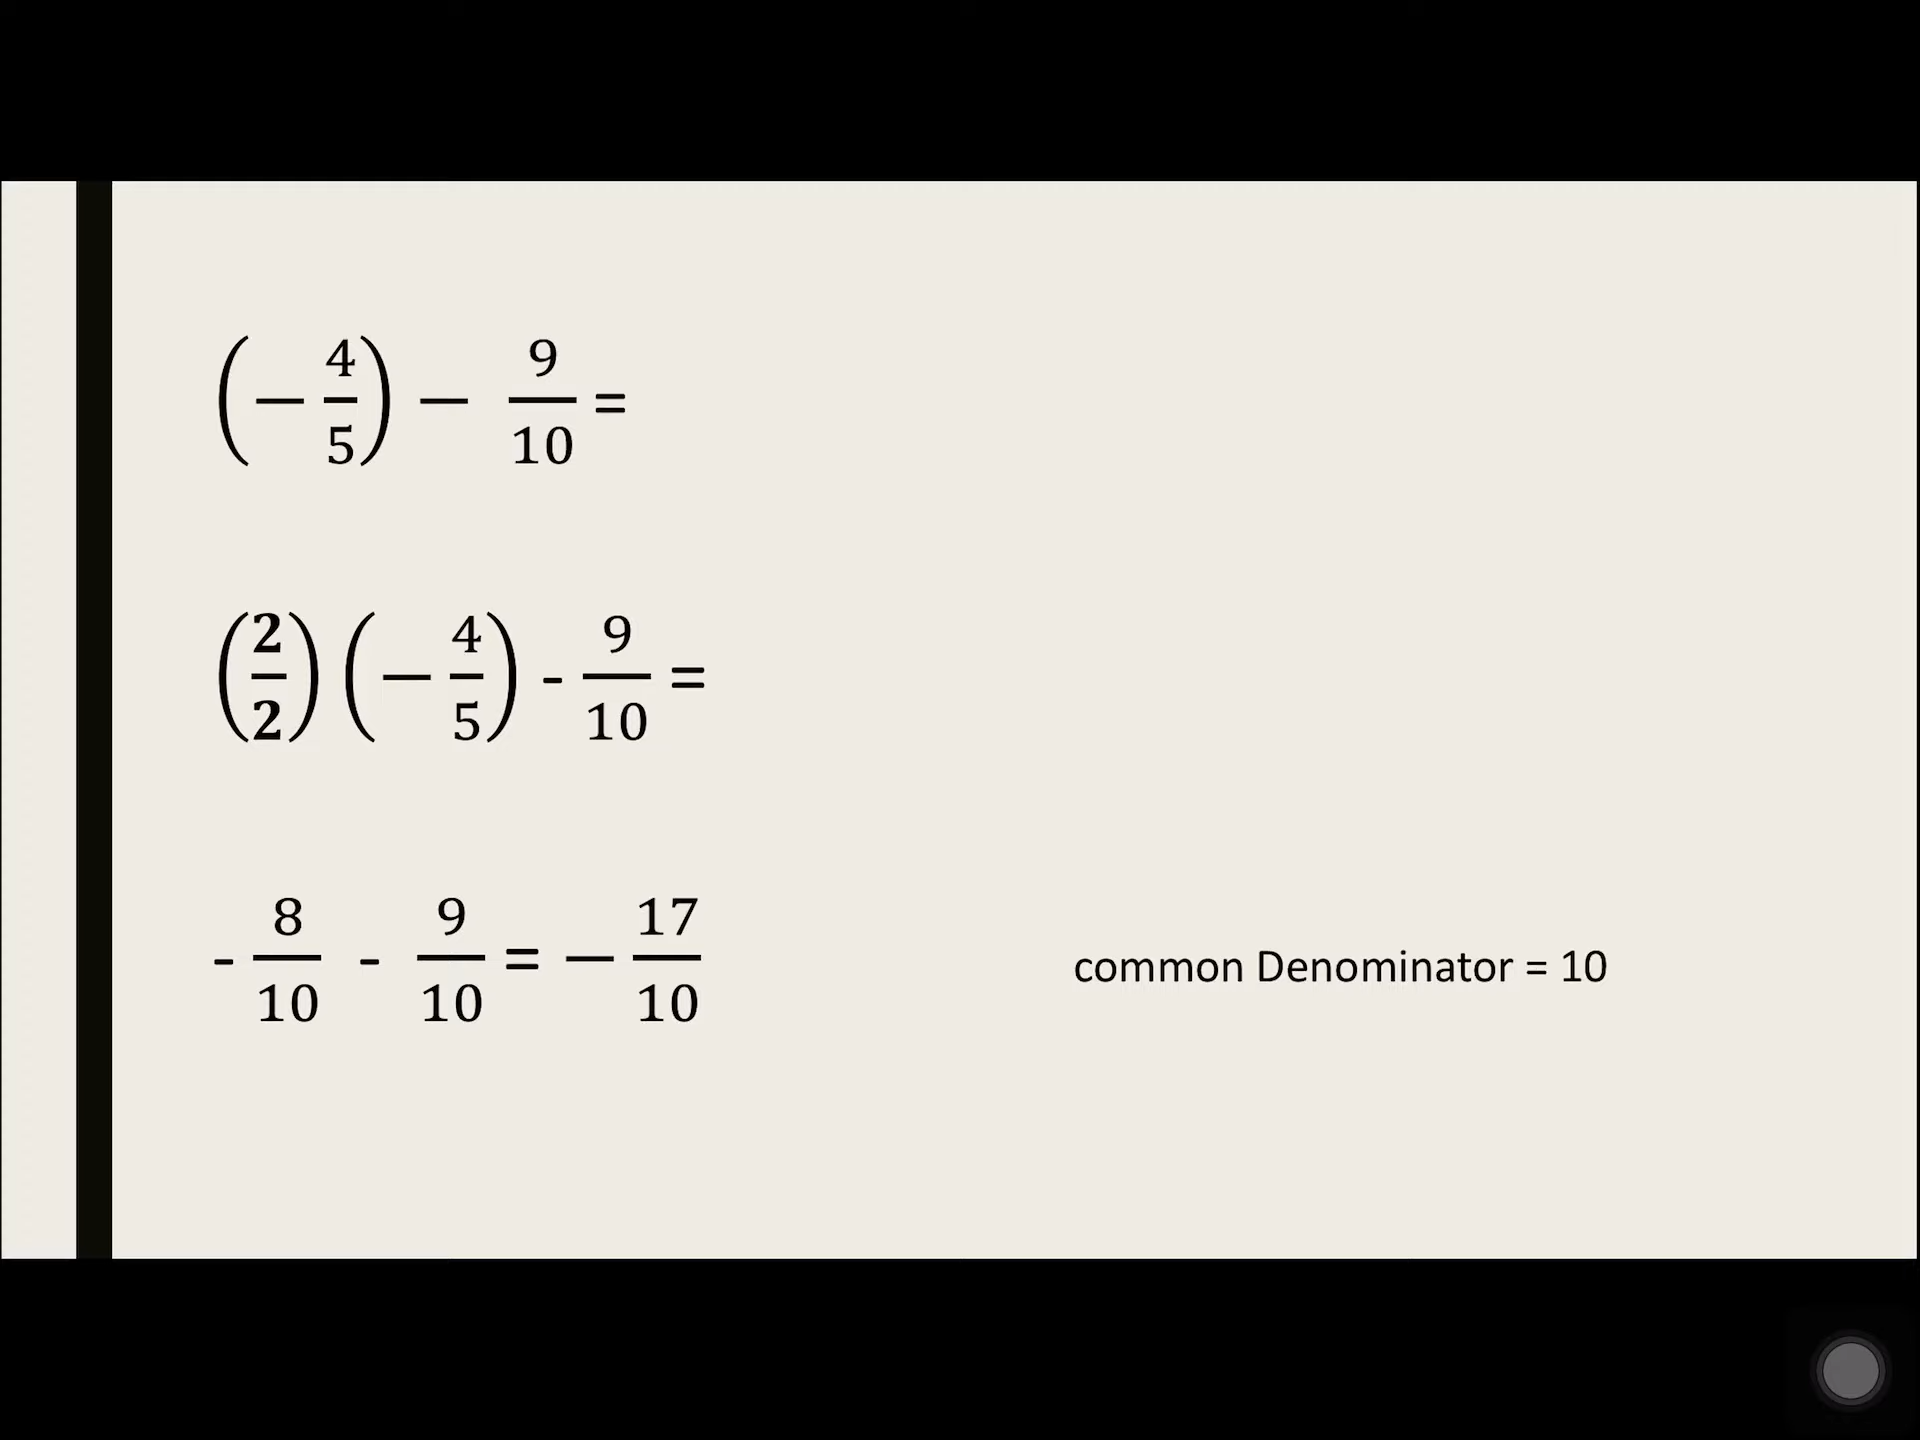 (− 4/5) − 9/10 =
(2/2) (− 4/5) - 9/10 =
- 8/10 - 9/10 = − 17/10
common Denominator = 10